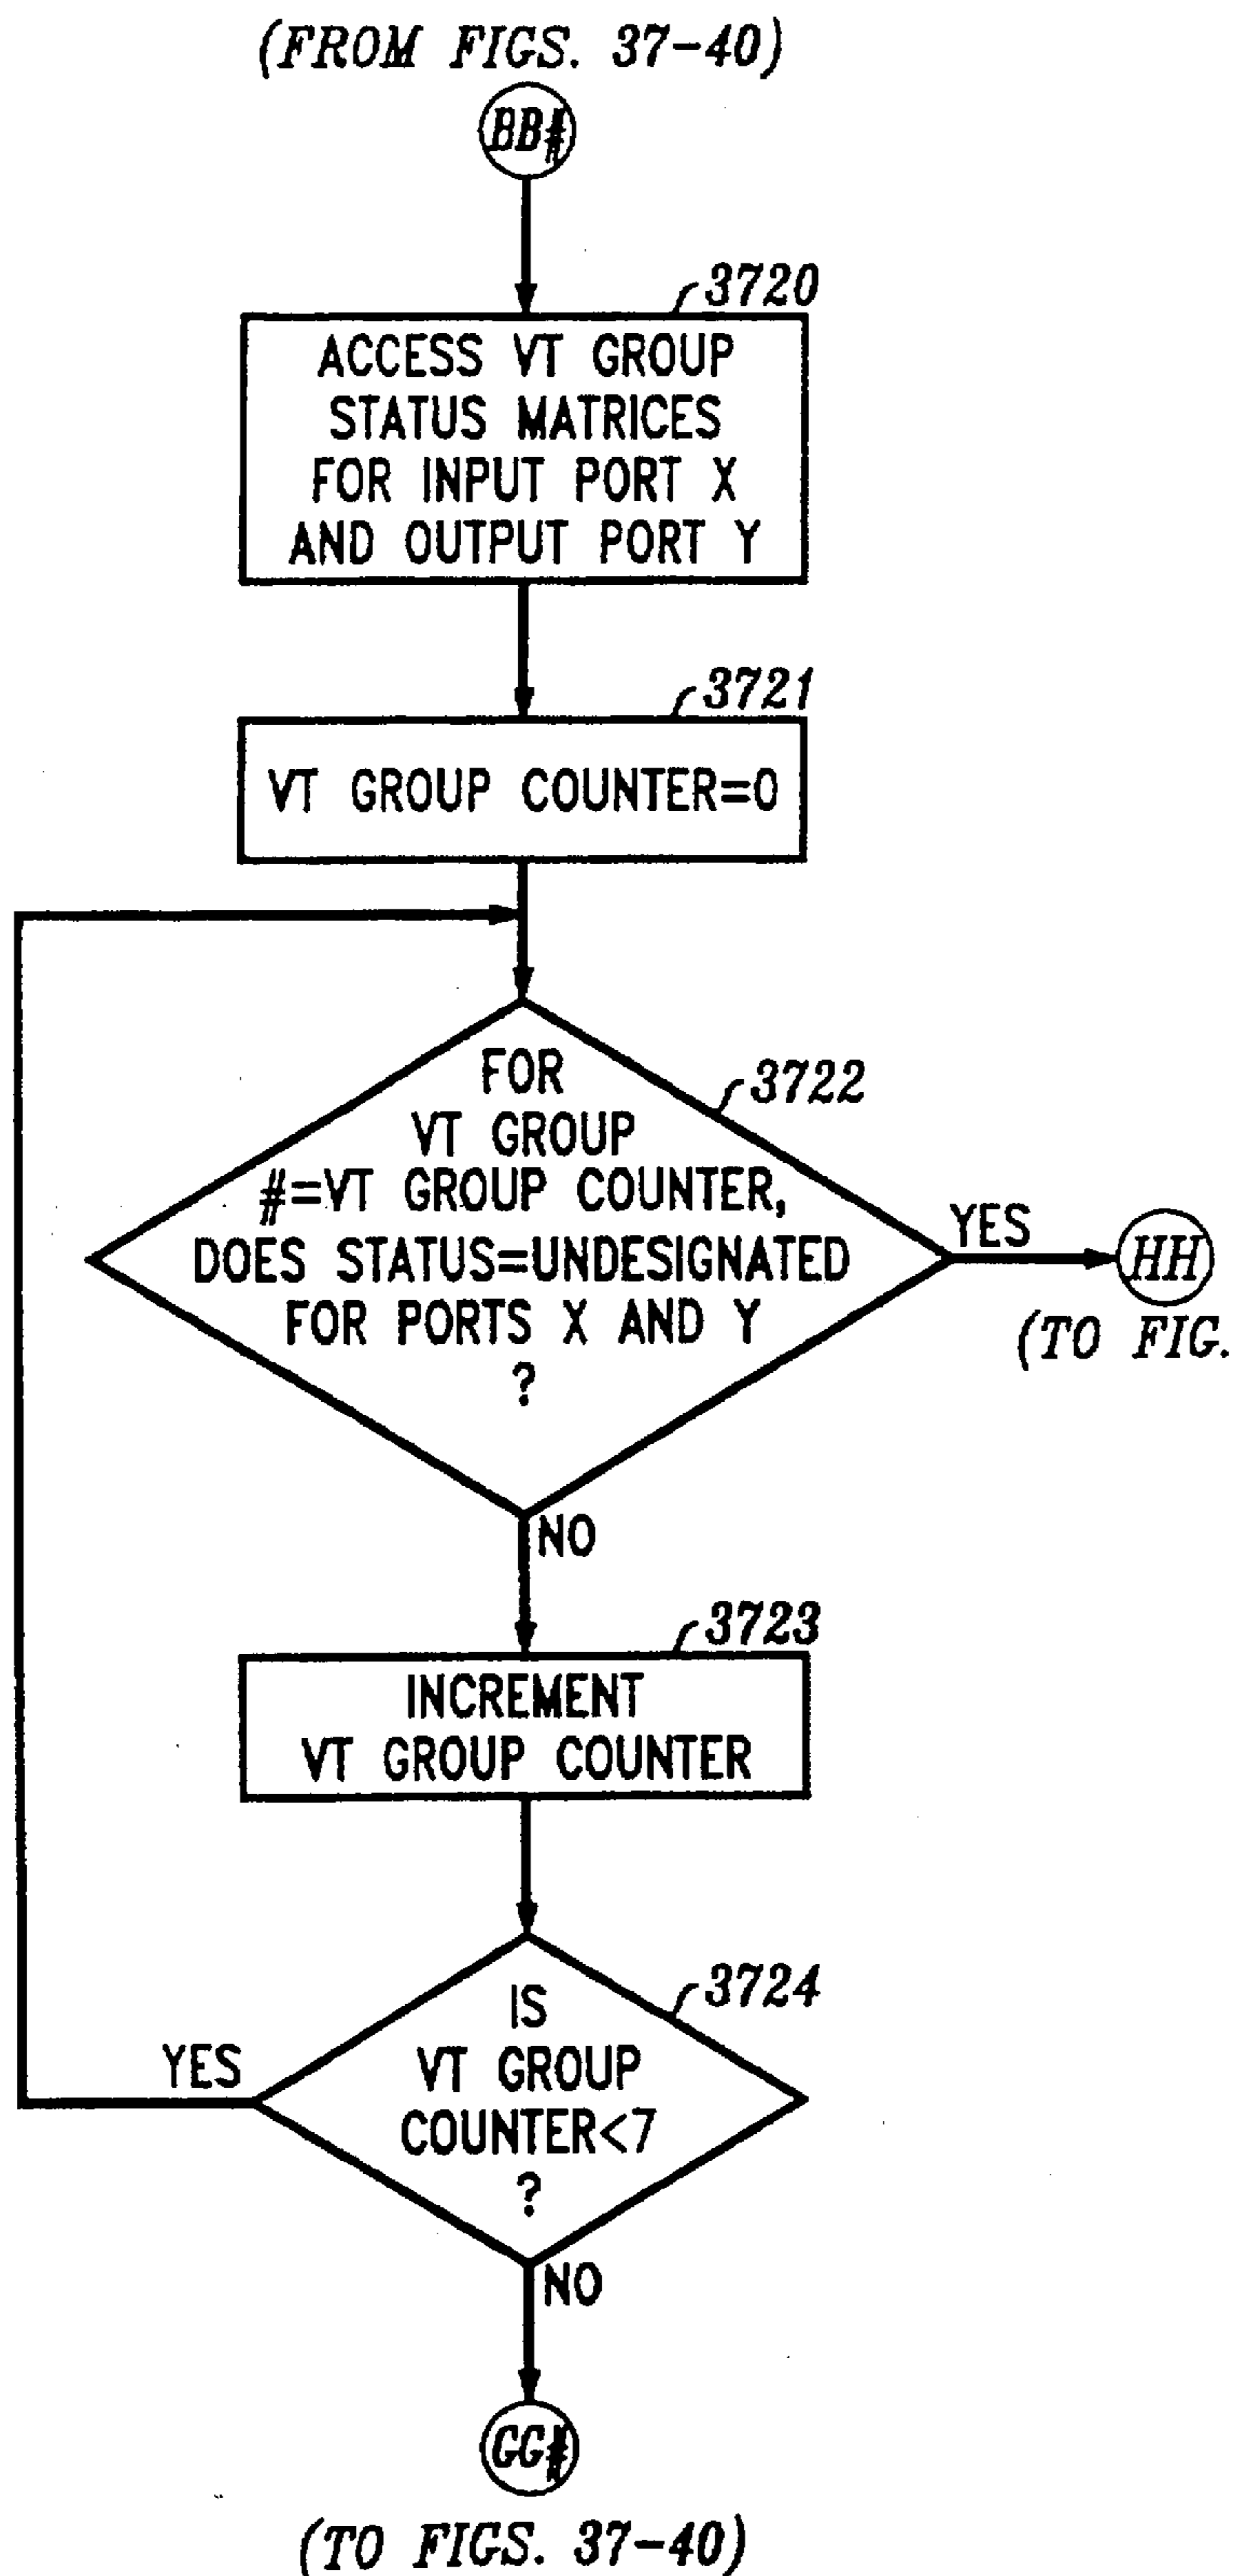 (FROM FIGS. 37-40)
BB#
3720
ACCESS VT GROUP
STATUS MATRICES
FOR INPUT PORT X
AND OUTPUT PORT Y
3721
VT GROUP COUNTER=0
3722
FOR
VT GROUP
#=VT GROUP COUNTER,
DOES STATUS=UNDESIGNATED
FOR PORTS X AND Y
?
YES
HH
(TO FIG.
NO
3723
INCREMENT
VT GROUP COUNTER
3724
IS
VT GROUP
COUNTER<7
?
YES
NO
GG#
(TO FIGS. 37-40)